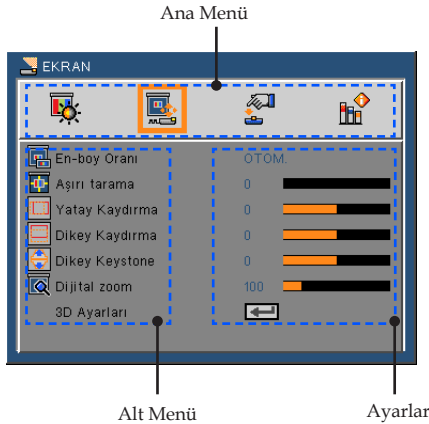 Ana Menü
EKRAN
En-boy Oranı OTOM.
Aşırı tarama 0
Yatay Kaydırma 0
Dikey Kaydırma 0
Dikey Keystone 0
Dijital zoom 100
3D Ayarları
Alt Menü Ayarlar